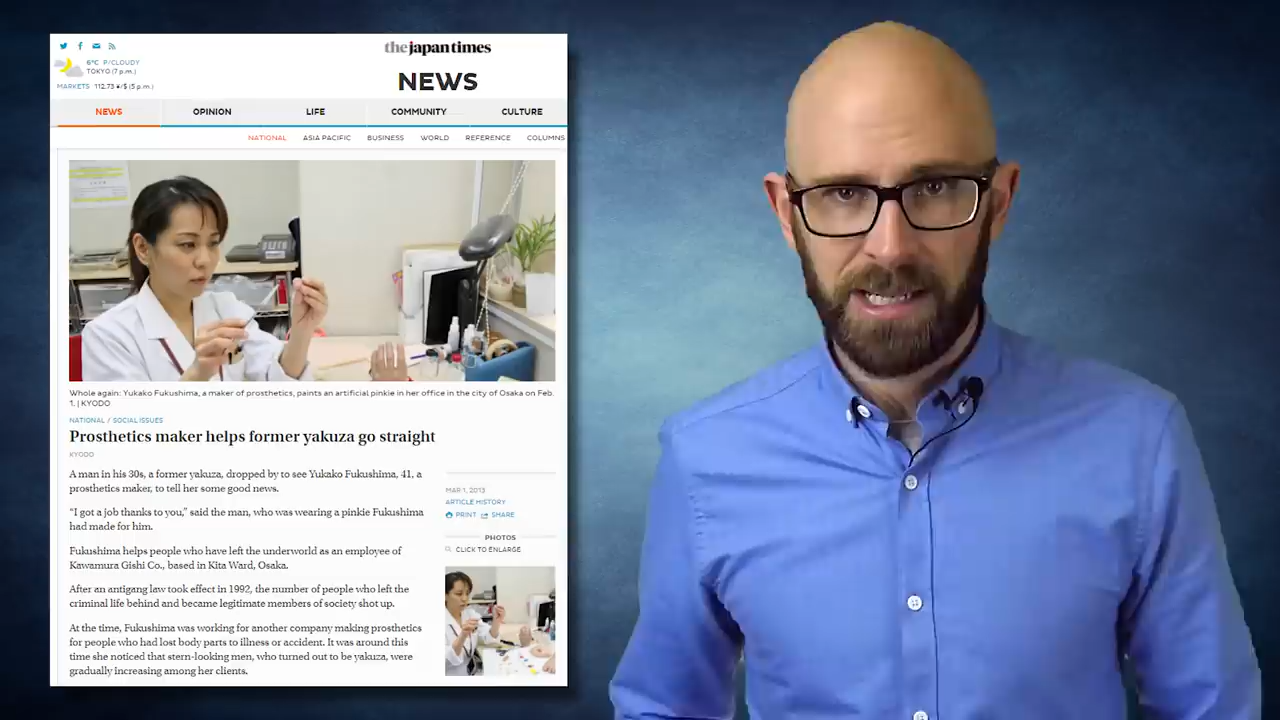 the japan times
6°C P/CLOUDY
TOKYO (7 p.m.)
MARKETS 112.73 ¥/$ (5 p.m.)
NEWS
NEWS OPINION LIFE COMMUNITY CULTURE
NATIONAL ASIA PACIFIC BUSINESS WORLD REFERENCE COLUMNS
Whole again: Yukako Fukushima, a maker of prosthetics, paints an artificial pinkie in her office in the city of Osaka on Feb.
1. | KYODO
NATIONAL / SOCIAL ISSUES
Prosthetics maker helps former yakuza go straight
KYODO
A man in his 30s, a former yakuza, dropped by to see Yukako Fukushima, 41, a
prosthetics maker, to tell her some good news.
“I got a job thanks to you,” said the man, who was wearing a pinkie Fukushima
had made for him.
Fukushima helps people who have left the underworld as an employee of
Kawamura Gishi Co., based in Kita Ward, Osaka.
After an antigang law took effect in 1992, the number of people who left the
criminal life behind and became legitimate members of society shot up.
At the time, Fukushima was working for another company making prosthetics
for people who had lost body parts to illness or accident. It was around this
time she noticed that stern-looking men, who turned out to be yakuza, were
gradually increasing among her clients.
MAR 1, 2013
ARTICLE HISTORY
PRINT SHARE
PHOTOS
CLICK TO ENLARGE